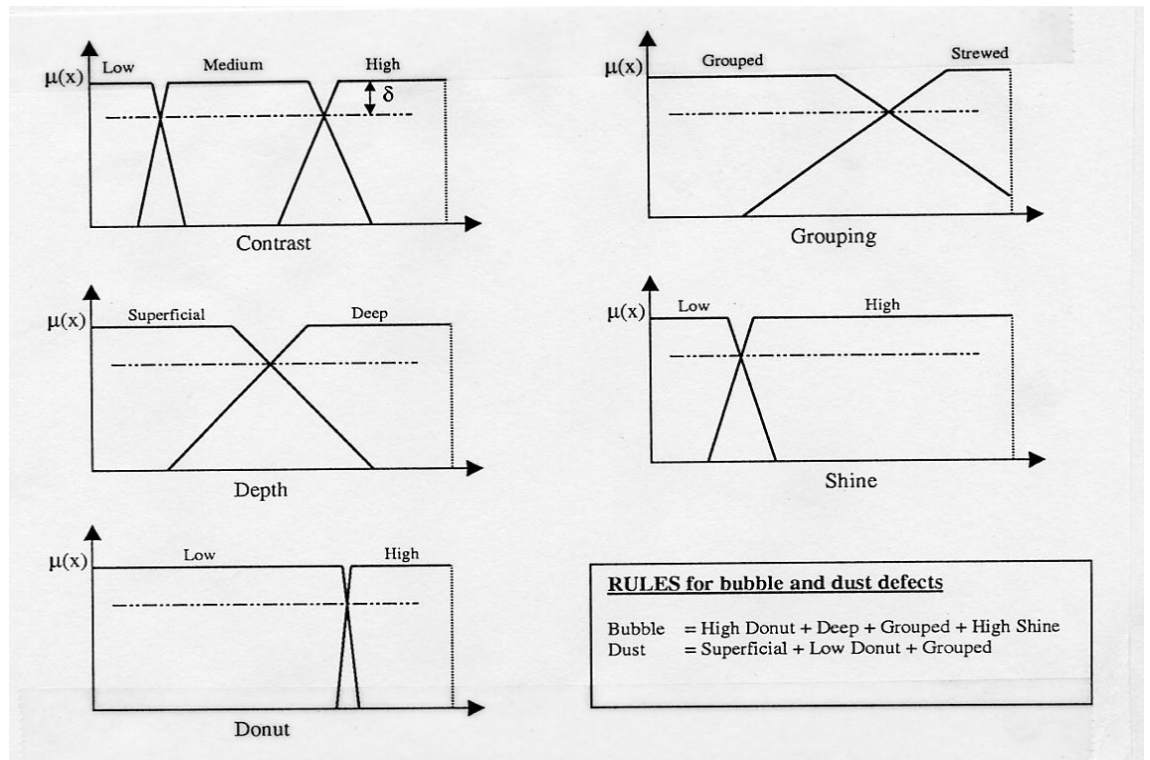 μ(x)
Low
Medium
High
δ
Contrast
μ(x)
Grouped
Strewed
Grouping
μ(x)
Superficial
Deep
Depth
μ(x)
Low
High
Shine
μ(x)
Low
High
Donut
RULES for bubble and dust defects
Bubble = High Donut + Deep + Grouped + High Shine
Dust = Superficial + Low Donut + Grouped